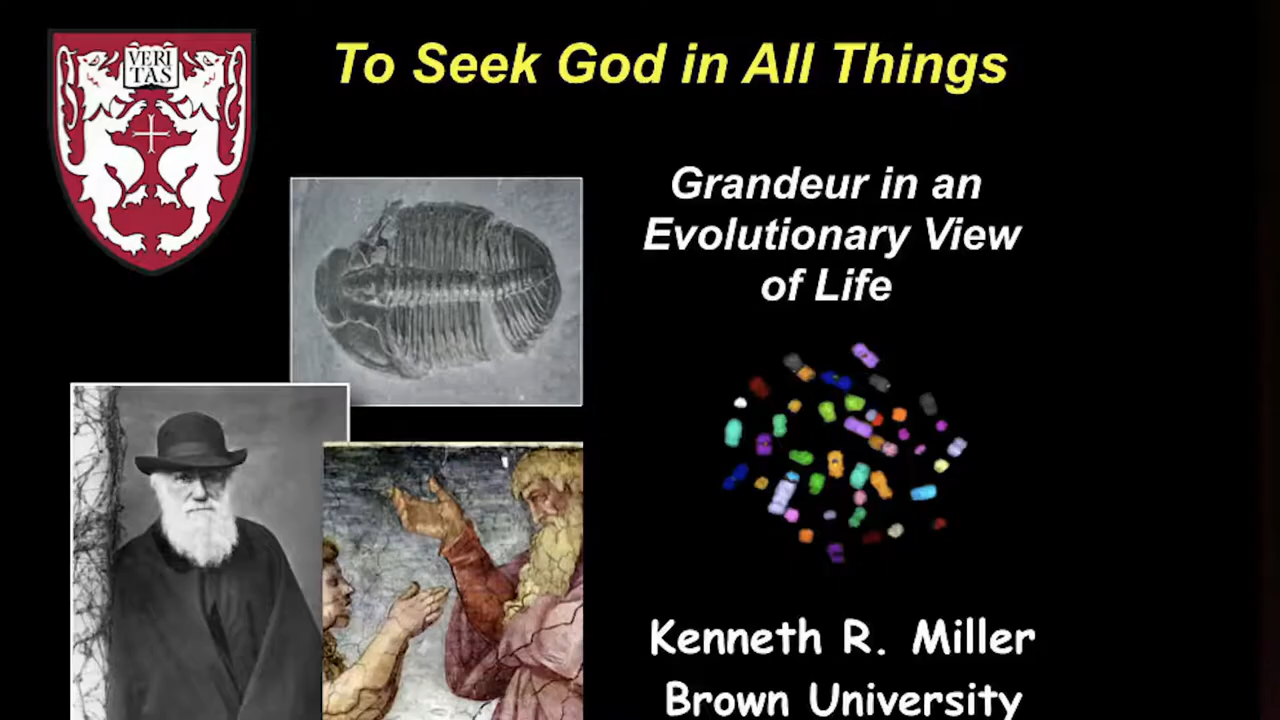 VERI
TAS
To Seek God in All Things
Grandeur in an
Evolutionary View
of Life
Kenneth R. Miller
Brown University